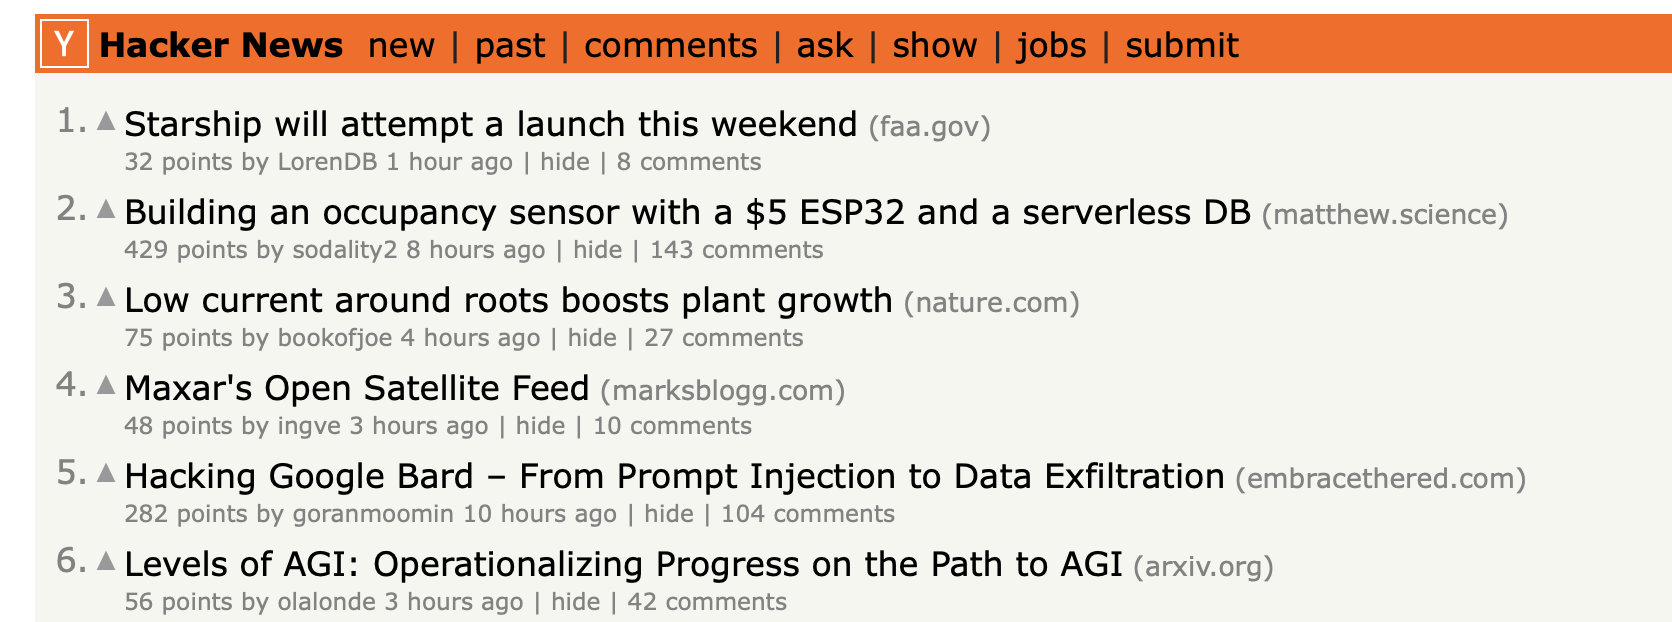 Y Hacker News new | past | comments | ask | show | jobs | submit
1. ▲ Starship will attempt a launch this weekend (faa.gov)
32 points by LorenDB 1 hour ago | hide | 8 comments
2. ▲ Building an occupancy sensor with a $5 ESP32 and a serverless DB (matthew.science)
429 points by sodality2 8 hours ago | hide | 143 comments
3. ▲ Low current around roots boosts plant growth (nature.com)
75 points by bookofjoe 4 hours ago | hide | 27 comments
4. ▲ Maxar's Open Satellite Feed (marksblogg.com)
48 points by ingve 3 hours ago | hide | 10 comments
5. ▲ Hacking Google Bard – From Prompt Injection to Data Exfiltration (embracethered.com)
282 points by goranmoomin 10 hours ago | hide | 104 comments
6. ▲ Levels of AGI: Operationalizing Progress on the Path to AGI (arxiv.org)
56 points by olalonde 3 hours ago | hide | 42 comments